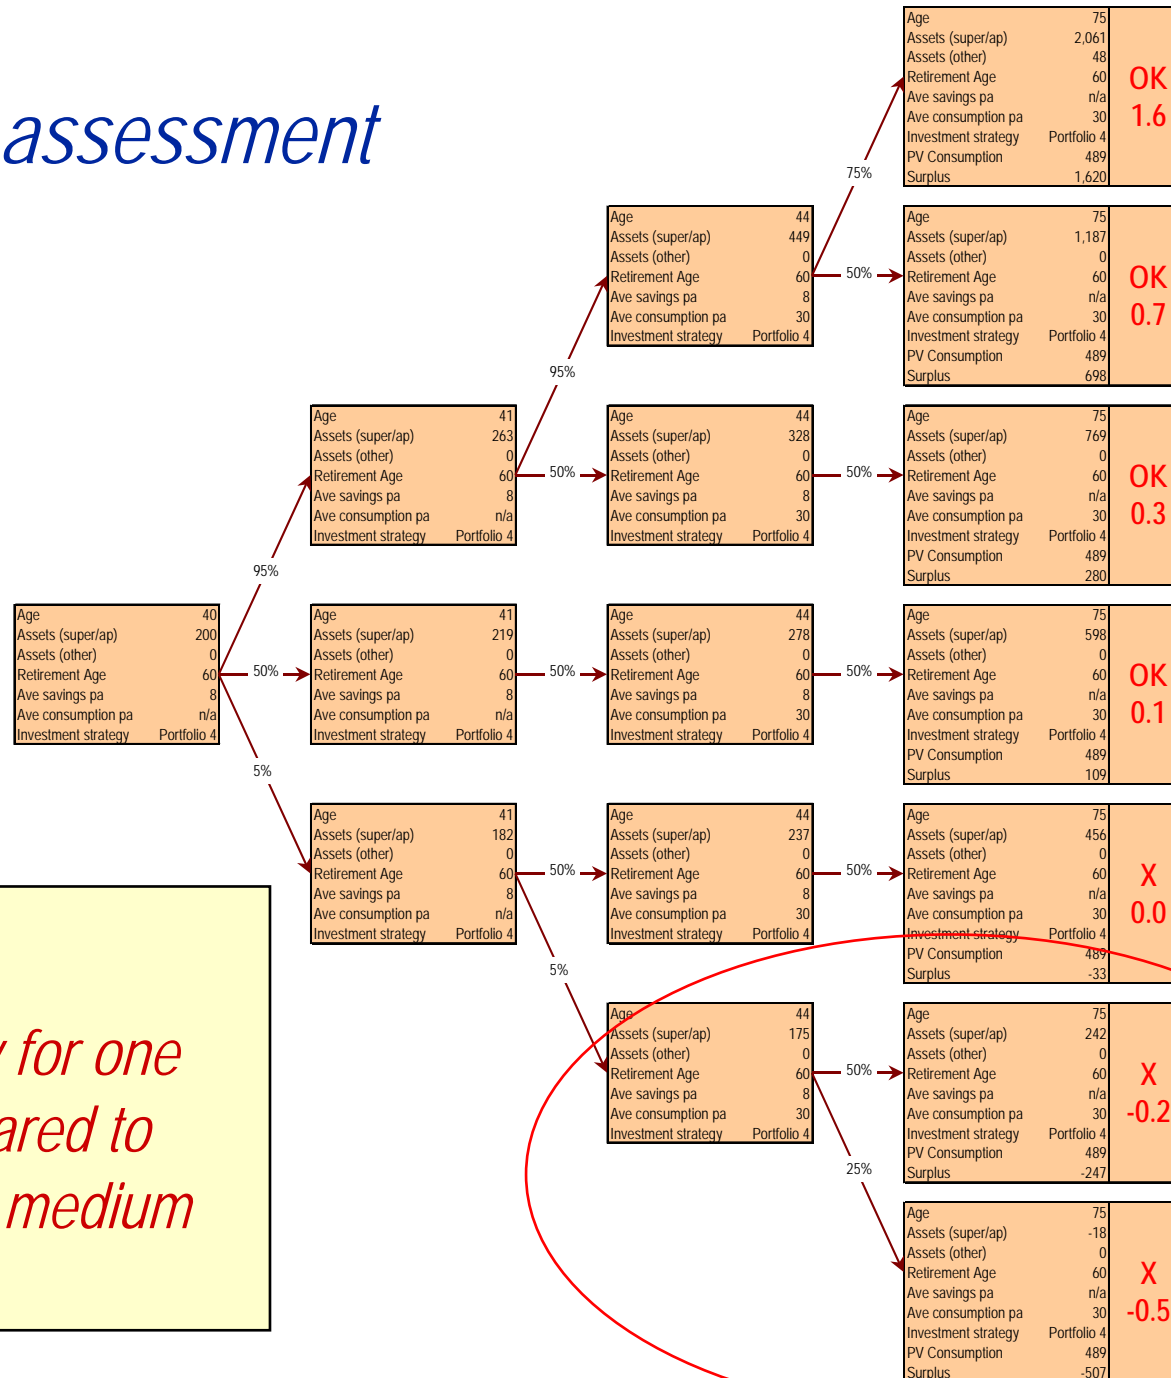 assessment
Age 40
Assets (super/ap) 200
Assets (other) 0
Retirement Age 60
Ave savings pa 8
Ave consumption pa n/a
Investment strategy Portfolio 4
95%
50%
5%
Age 41
Assets (super/ap) 263
Assets (other) 0
Retirement Age 60
Ave savings pa 8
Ave consumption pa n/a
Investment strategy Portfolio 4
Age 41
Assets (super/ap) 219
Assets (other) 0
Retirement Age 60
Ave savings pa 8
Ave consumption pa n/a
Investment strategy Portfolio 4
Age 41
Assets (super/ap) 182
Assets (other) 0
Retirement Age 60
Ave savings pa 8
Ave consumption pa n/a
Investment strategy Portfolio 4
95%
50%
50%
50%
5%
Age 44
Assets (super/ap) 449
Assets (other) 0
Retirement Age 60
Ave savings pa 8
Ave consumption pa 30
Investment strategy Portfolio 4
Age 44
Assets (super/ap) 328
Assets (other) 0
Retirement Age 60
Ave savings pa 8
Ave consumption pa 30
Investment strategy Portfolio 4
Age 44
Assets (super/ap) 278
Assets (other) 0
Retirement Age 60
Ave savings pa 8
Ave consumption pa 30
Investment strategy Portfolio 4
Age 44
Assets (super/ap) 237
Assets (other) 0
Retirement Age 60
Ave savings pa 8
Ave consumption pa 30
Investment strategy Portfolio 4
Age 44
Assets (super/ap) 175
Assets (other) 0
Retirement Age 60
Ave savings pa 8
Ave consumption pa 30
Investment strategy Portfolio 4
75%
50%
50%
50%
50%
50%
25%
Age 75
Assets (super/ap) 2,061
Assets (other) 48
Retirement Age 60
Ave savings pa n/a
Ave consumption pa 30
Investment strategy Portfolio 4
PV Consumption 489
Surplus 1,620
OK
1.6
Age 75
Assets (super/ap) 1,187
Assets (other) 0
Retirement Age 60
Ave savings pa n/a
Ave consumption pa 30
Investment strategy Portfolio 4
PV Consumption 489
Surplus 698
OK
0.7
Age 75
Assets (super/ap) 769
Assets (other) 0
Retirement Age 60
Ave savings pa n/a
Ave consumption pa 30
Investment strategy Portfolio 4
PV Consumption 489
Surplus 280
OK
0.3
Age 75
Assets (super/ap) 598
Assets (other) 0
Retirement Age 60
Ave savings pa n/a
Ave consumption pa 30
Investment strategy Portfolio 4
PV Consumption 489
Surplus 109
OK
0.1
Age 75
Assets (super/ap) 456
Assets (other) 0
Retirement Age 60
Ave savings pa n/a
Ave consumption pa 30
Investment strategy Portfolio 4
PV Consumption 489
Surplus -33
X
0.0
Age 75
Assets (super/ap) 242
Assets (other) 0
Retirement Age 60
Ave savings pa n/a
Ave consumption pa 30
Investment strategy Portfolio 4
PV Consumption 489
Surplus -247
X
-0.2
Age 75
Assets (super/ap) -18
Assets (other) 0
Retirement Age 60
Ave savings pa n/a
Ave consumption pa 30
Investment strategy Portfolio 4
PV Consumption 489
Surplus -507
X
-0.5
for one
ared to
medium